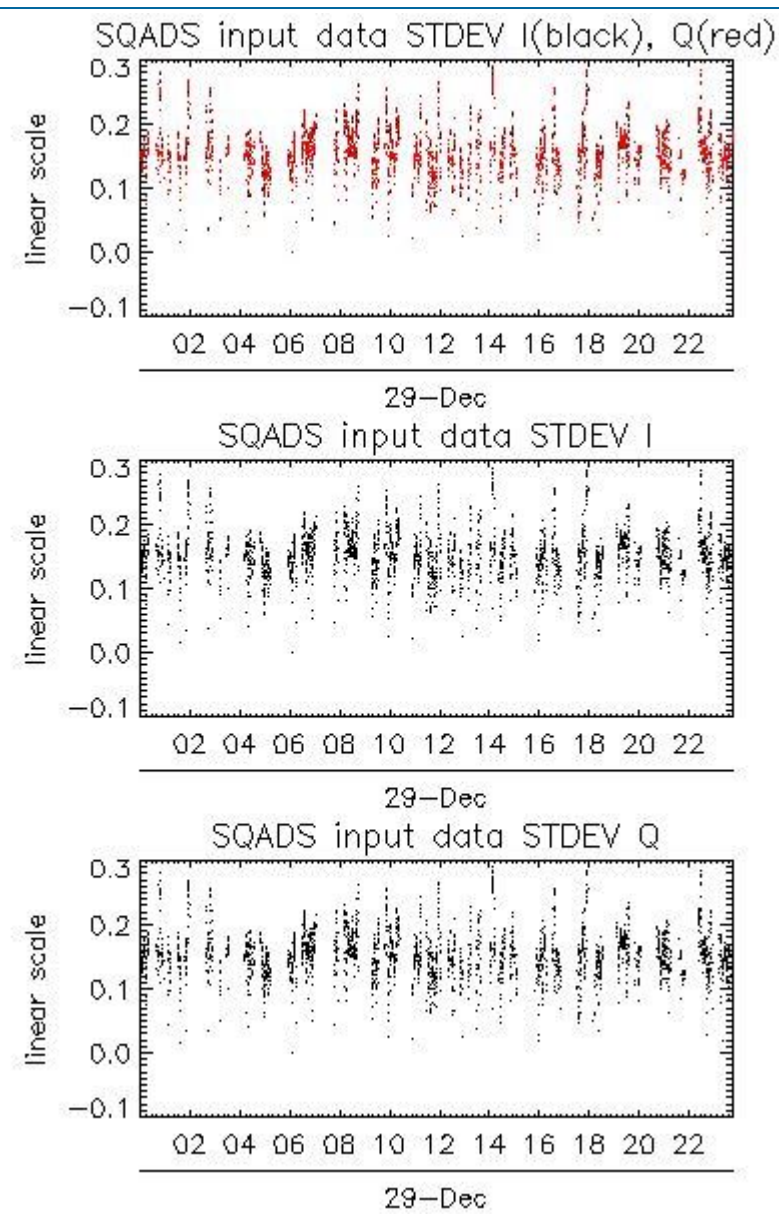 SQADS input data STDEV I(black), Q(red)
0.3
0.2
0.1
0.0
−0.1
linear scale
02 04 06 08 10 12 14 16 18 20 22
29−Dec
SQADS input data STDEV I
0.3
0.2
0.1
0.0
−0.1
linear scale
02 04 06 08 10 12 14 16 18 20 22
29−Dec
SQADS input data STDEV Q
0.3
0.2
0.1
0.0
−0.1
linear scale
02 04 06 08 10 12 14 16 18 20 22
29−Dec